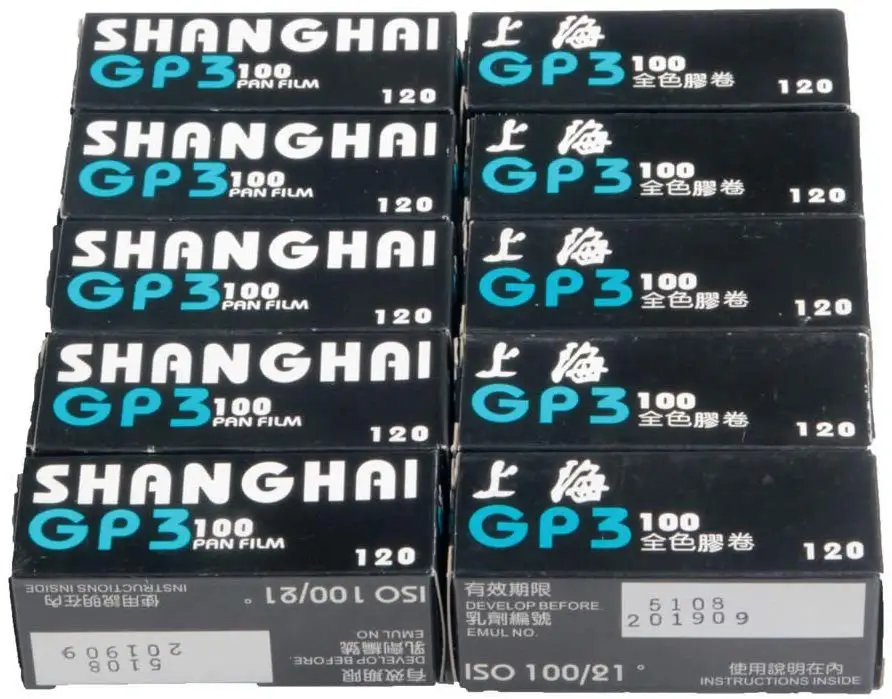 SHANGHAI
GP3 100
PAN FILM
120
上海
GP3 100
全色膠卷
120
SHANGHAI
GP3 100
PAN FILM
120
上海
GP3 100
全色膠卷
120
SHANGHAI
GP3 100
PAN FILM
120
上海
GP3 100
全色膠卷
120
SHANGHAI
GP3 100
PAN FILM
120
上海
GP3 100
全色膠卷
120
SHANGHAI
GP3 100
PAN FILM
120
上海
GP3 100
全色膠卷
120
有效期限
DEVELOP BEFORE.
乳劑編號
EMUL NO
5108
201909
ISO 100/21°
使用說明在內
INSTRUCTIONS INSIDE
有效期限
DEVELOP BEFORE.
乳劑編號
EMUL NO.
5108
201909
ISO 100/21°
使用說明在內
INSTRUCTIONS INSIDE